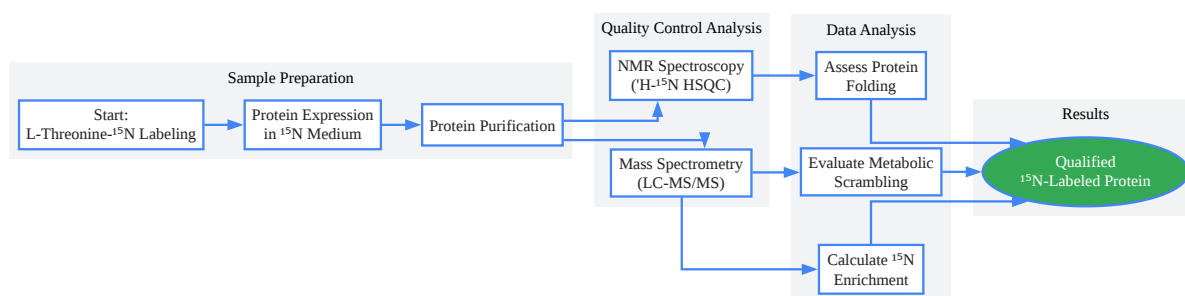 Sample Preparation
Start:
L-Threonine-¹⁵N Labeling
Protein Expression
in ¹⁵N Medium
Protein Purification
Quality Control Analysis
NMR Spectroscopy
('H-¹⁵N HSQC)
Mass Spectrometry
(LC-MS/MS)
Data Analysis
Assess Protein
Folding
Evaluate Metabolic
Scrambling
Calculate ¹⁵N
Enrichment
Results
Qualified
¹⁵N-Labeled Protein